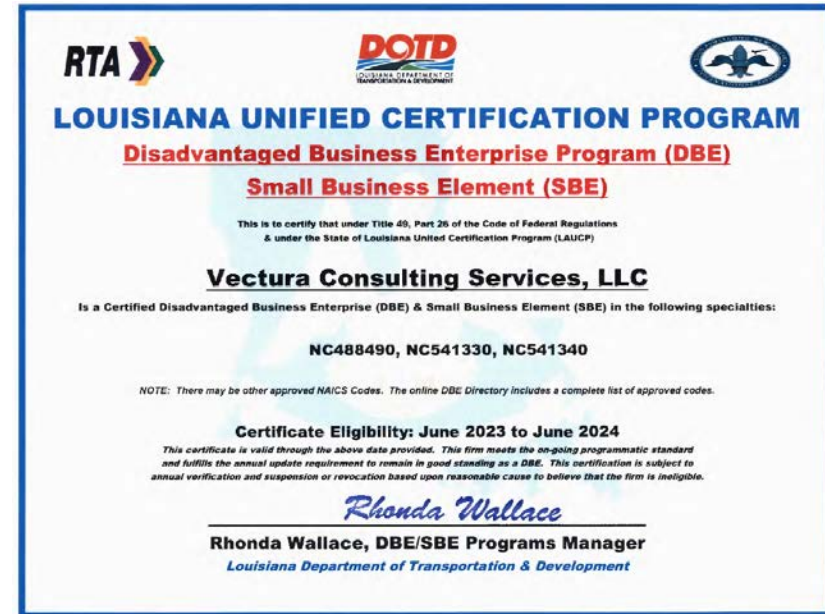 RTA
DOTD
LOUISIANA DEPARTMENT OF
TRANSPORTATION & DEVELOPMENT
LOUISIANA UNIFIED CERTIFICATION PROGRAM
Disadvantaged Business Enterprise Program (DBE)
Small Business Element (SBE)
This is to certify that under Title 49, Part 26 of the Code of Federal Regulations
& under the State of Louisiana United Certification Program (LAUCP)
Vectura Consulting Services, LLC
Is a Certified Disadvantaged Business Enterprise (DBE) & Small Business Element (SBE) in the following specialties:
NC488490, NC541330, NC541340
NOTE: There may be other approved NAICS Codes. The online DBE Directory includes a complete list of approved codes.
Certificate Eligibility: June 2023 to June 2024
This certificate is valid through the above date provided. This firm meets the on-going programmatic standard
and fulfills the annual update requirement to remain in good standing as a DBE. This certification is subject to
annual verification and suspension or revocation based upon reasonable cause to believe that the firm is ineligible.
Rhonda Wallace
Rhonda Wallace, DBE/SBE Programs Manager
Louisiana Department of Transportation & Development